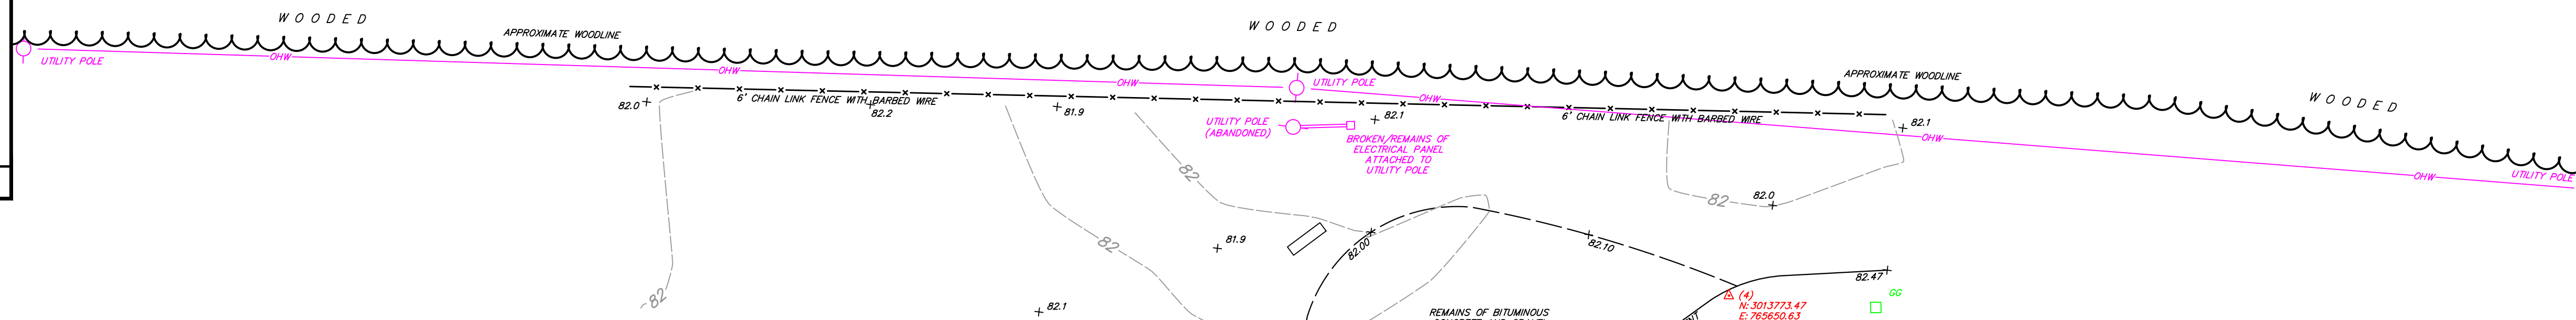 WOODED
WOODED
APPROXIMATE WOODLINE
UTILITY POLE
OHW
OHW
OHW
UTILITY POLE
APPROXIMATE WOODLINE
WOODED
82.0
6' CHAIN LINK FENCE WITH BARBED WIRE
82.2
81.9
OHW
82.1
6' CHAIN LINK FENCE WITH BARBED WIRE
82.1
OHW
UTILITY POLE
(ABANDONED)
BROKEN/REMAINS OF
ELECTRICAL PANEL
ATTACHED TO
UTILITY POLE
OHW
UTILITY POLE
82
82
82.0
82
81.9
82.00
82.10
82.47
82
82.1
REMAINS OF BITUMINOUS
(4)
N: 3013773.47
E: 765650.63
GG